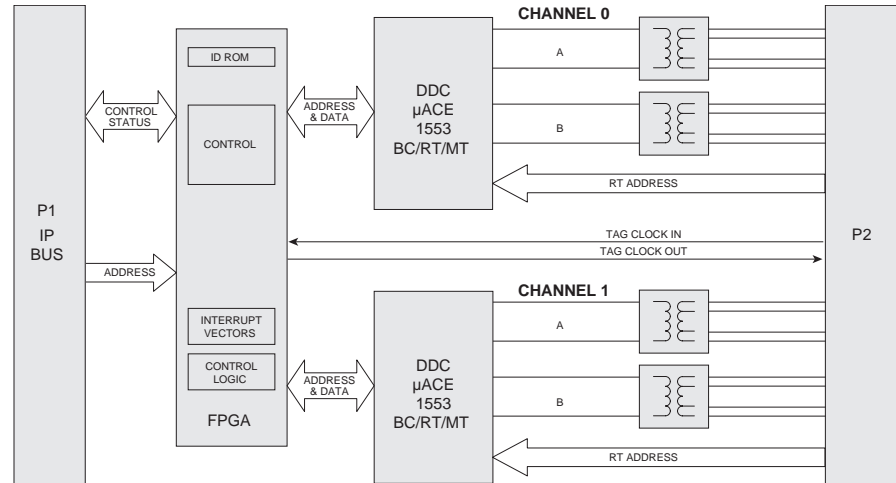 CHANNEL 0
ID ROM
A
CONTROL
STATUS
ADDRESS
& DATA
DDC
µACE
1553
BC/RT/MT
CONTROL
B
RT ADDRESS
P1
IP
BUS
P2
TAG CLOCK IN
TAG CLOCK OUT
ADDRESS
CHANNEL 1
INTERRUPT
VECTORS
A
CONTROL
LOGIC
ADDRESS
& DATA
DDC
µACE
1553
BC/RT/MT
B
FPGA
RT ADDRESS